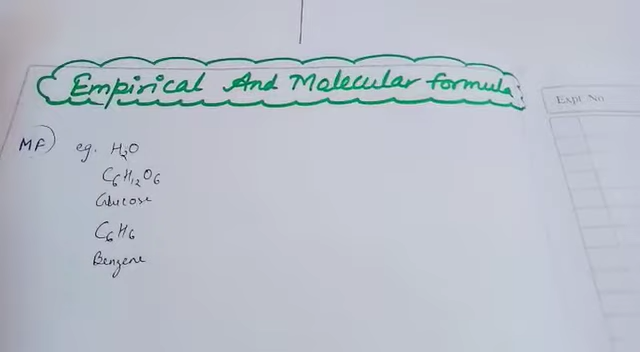 Empirical And Molecular formula
Expt No
MF) eg. H₂O
C₆H₁₂O₆
Glucose
C₆H₆
Benzene